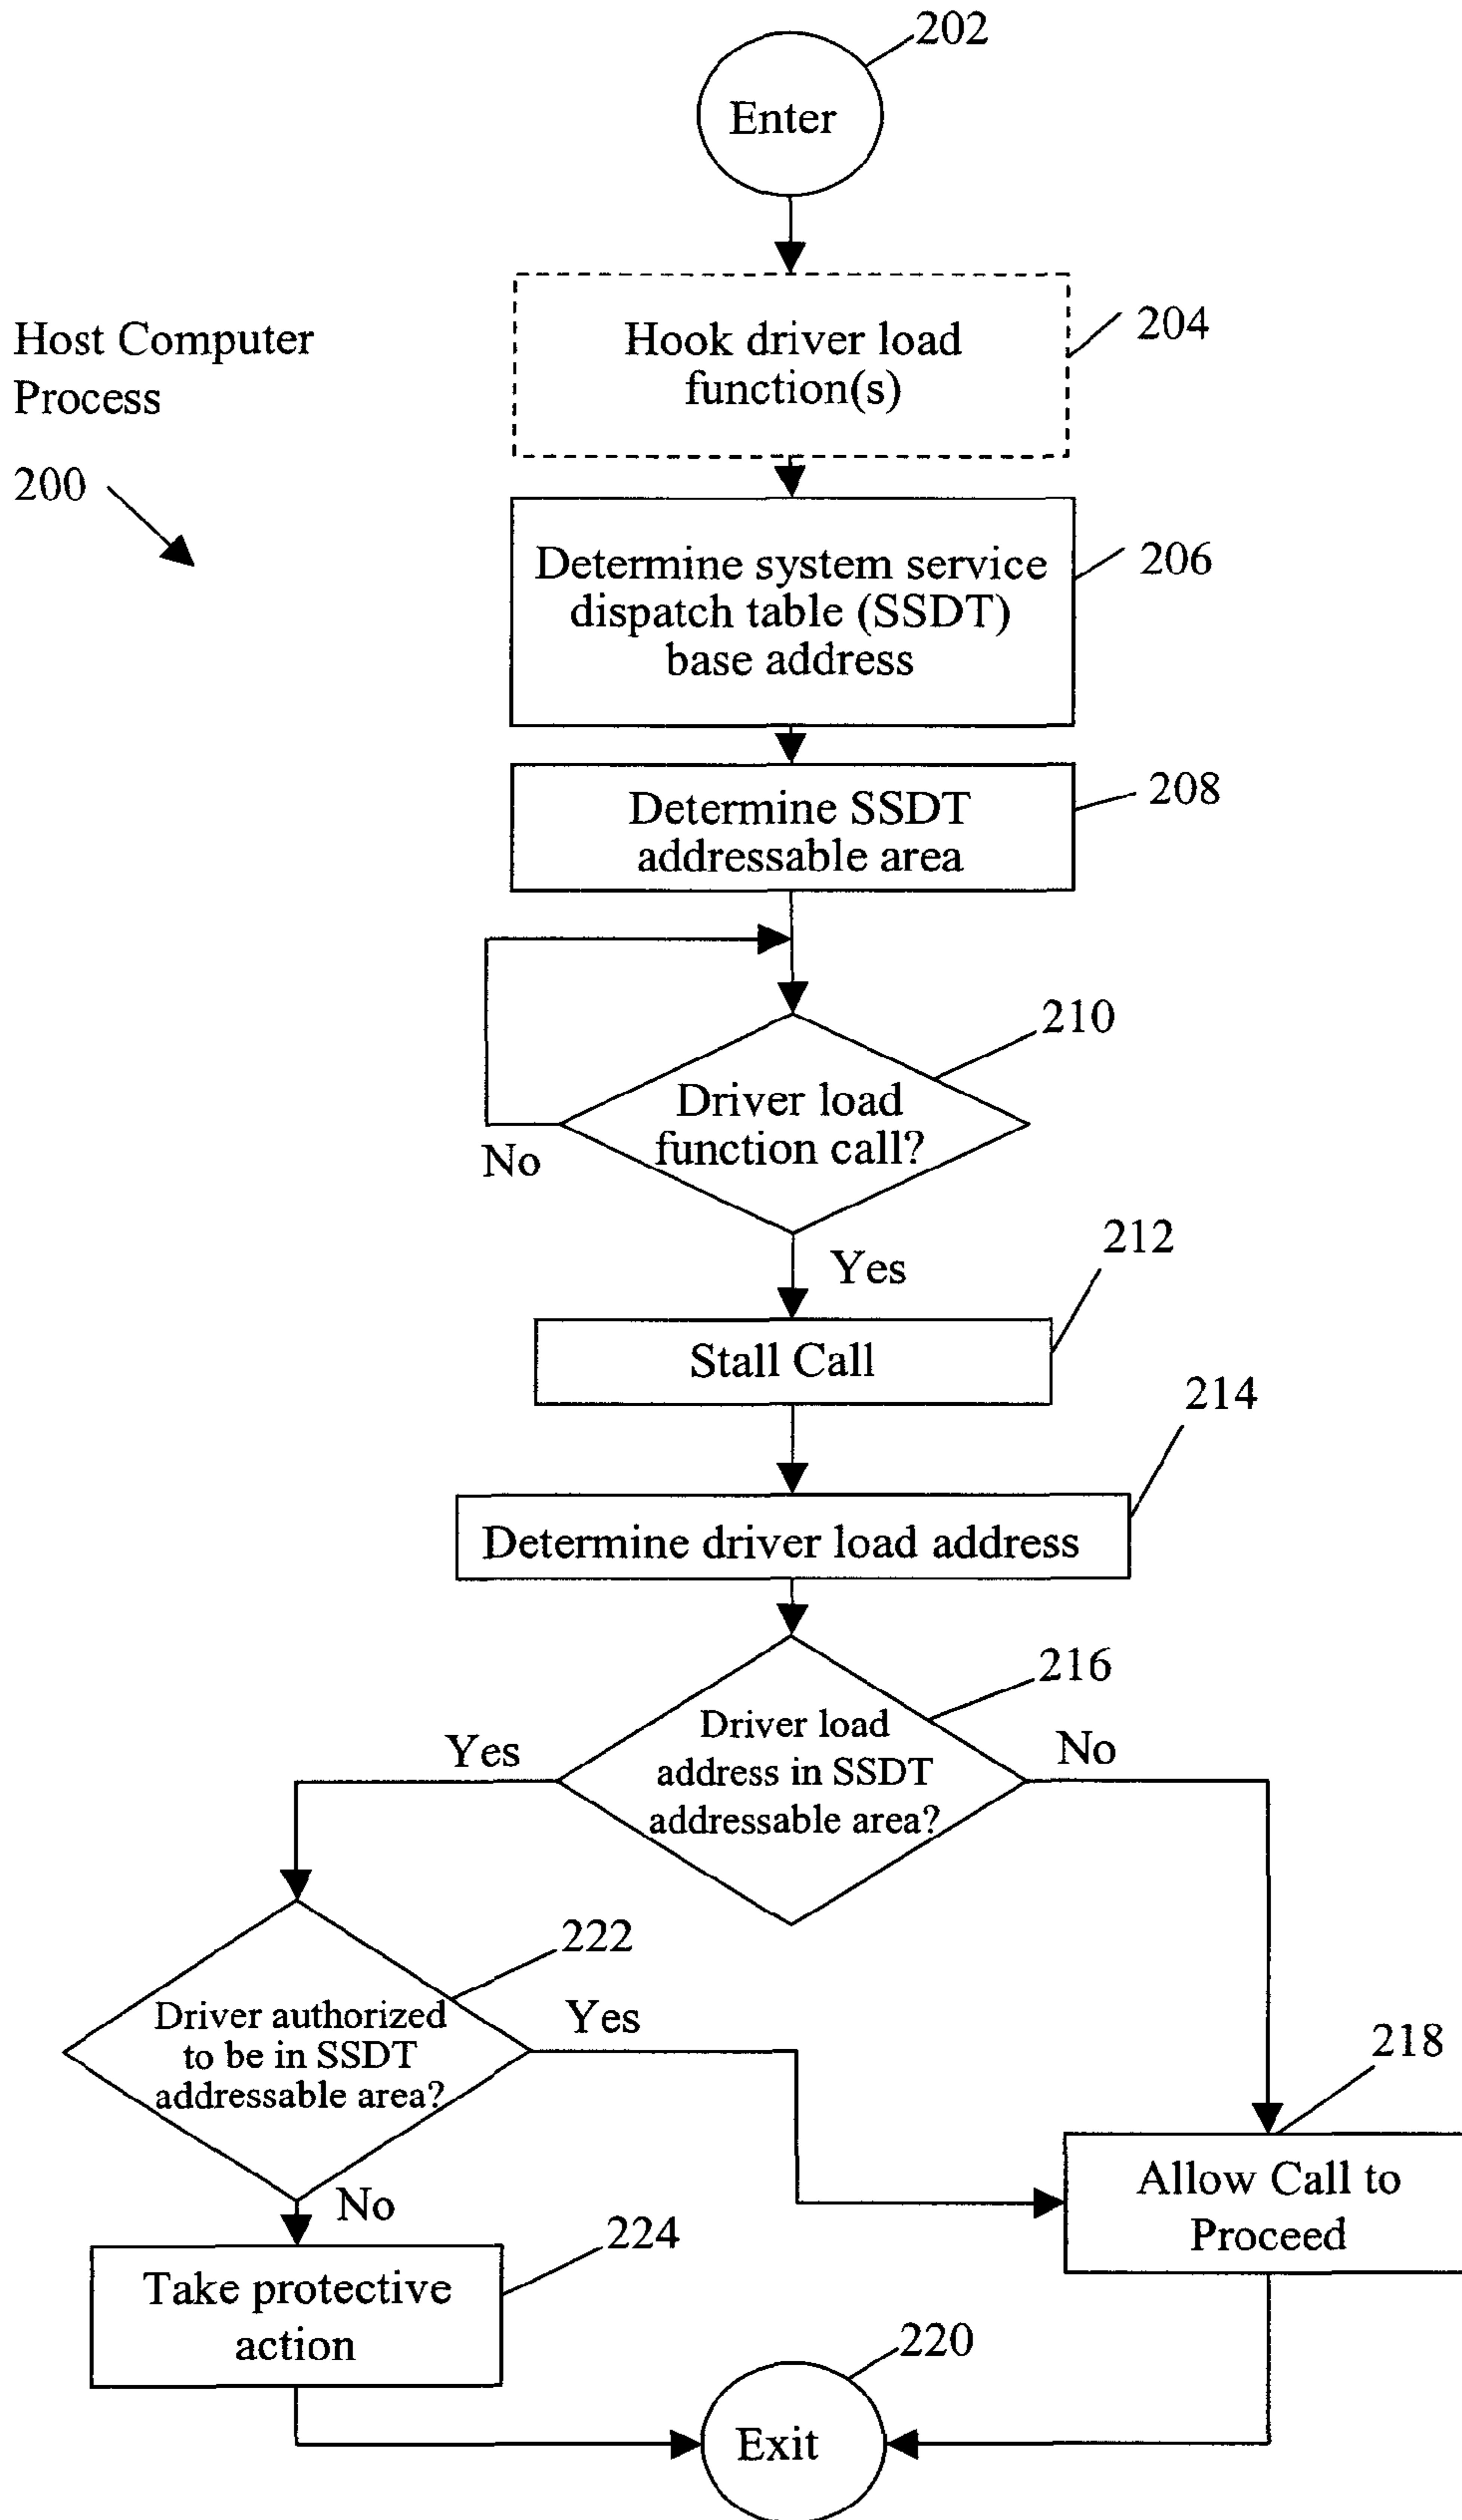 202
Enter
Host Computer
Process
200
Hook driver load
function(s)
204
Determine system service
dispatch table (SSDT)
base address
206
Determine SSDT
addressable area
208
210
Driver load
function call?
No
Yes
212
Stall Call
214
Determine driver load address
216
Driver load
address in SSDT
addressable area?
Yes
No
222
Driver authorized
to be in SSDT
addressable area?
Yes
No
218
Allow Call to
Proceed
224
Take protective
action
220
Exit